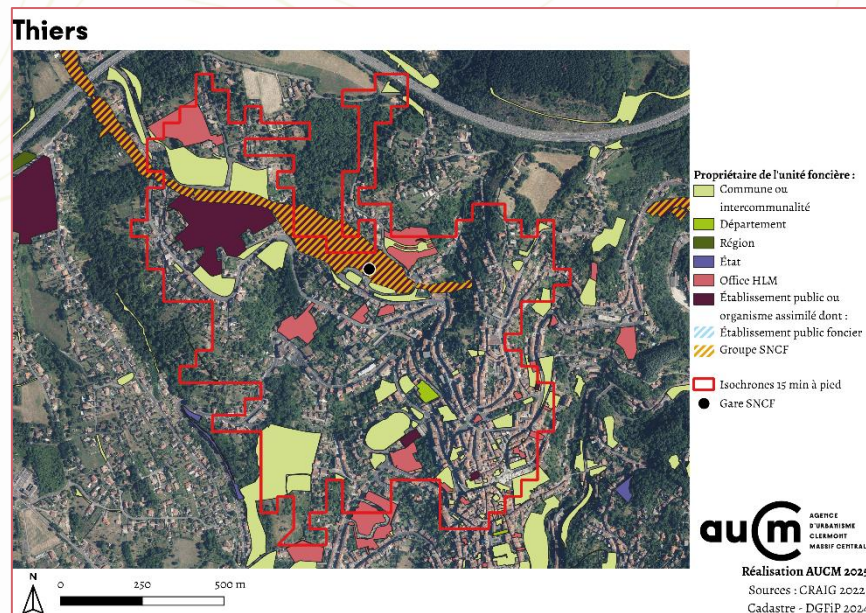 Thiers
Propriétaire de l'unité foncière :
Commune ou
intercommunalité
Département
Région
État
Office HLM
Établissement public ou
organisme assimilé dont :
Établissement public foncier
Groupe SNCF
Isochrones 15 min à pied
Gare SNCF
aucm
AGENCE
D'URBANISME
CLERMONT
MASSIF CENTRAL
Réalisation AUCM 2025
Sources : CRAIG 2022,
Cadastre - DGFiP 2024
N
0 250 500 m